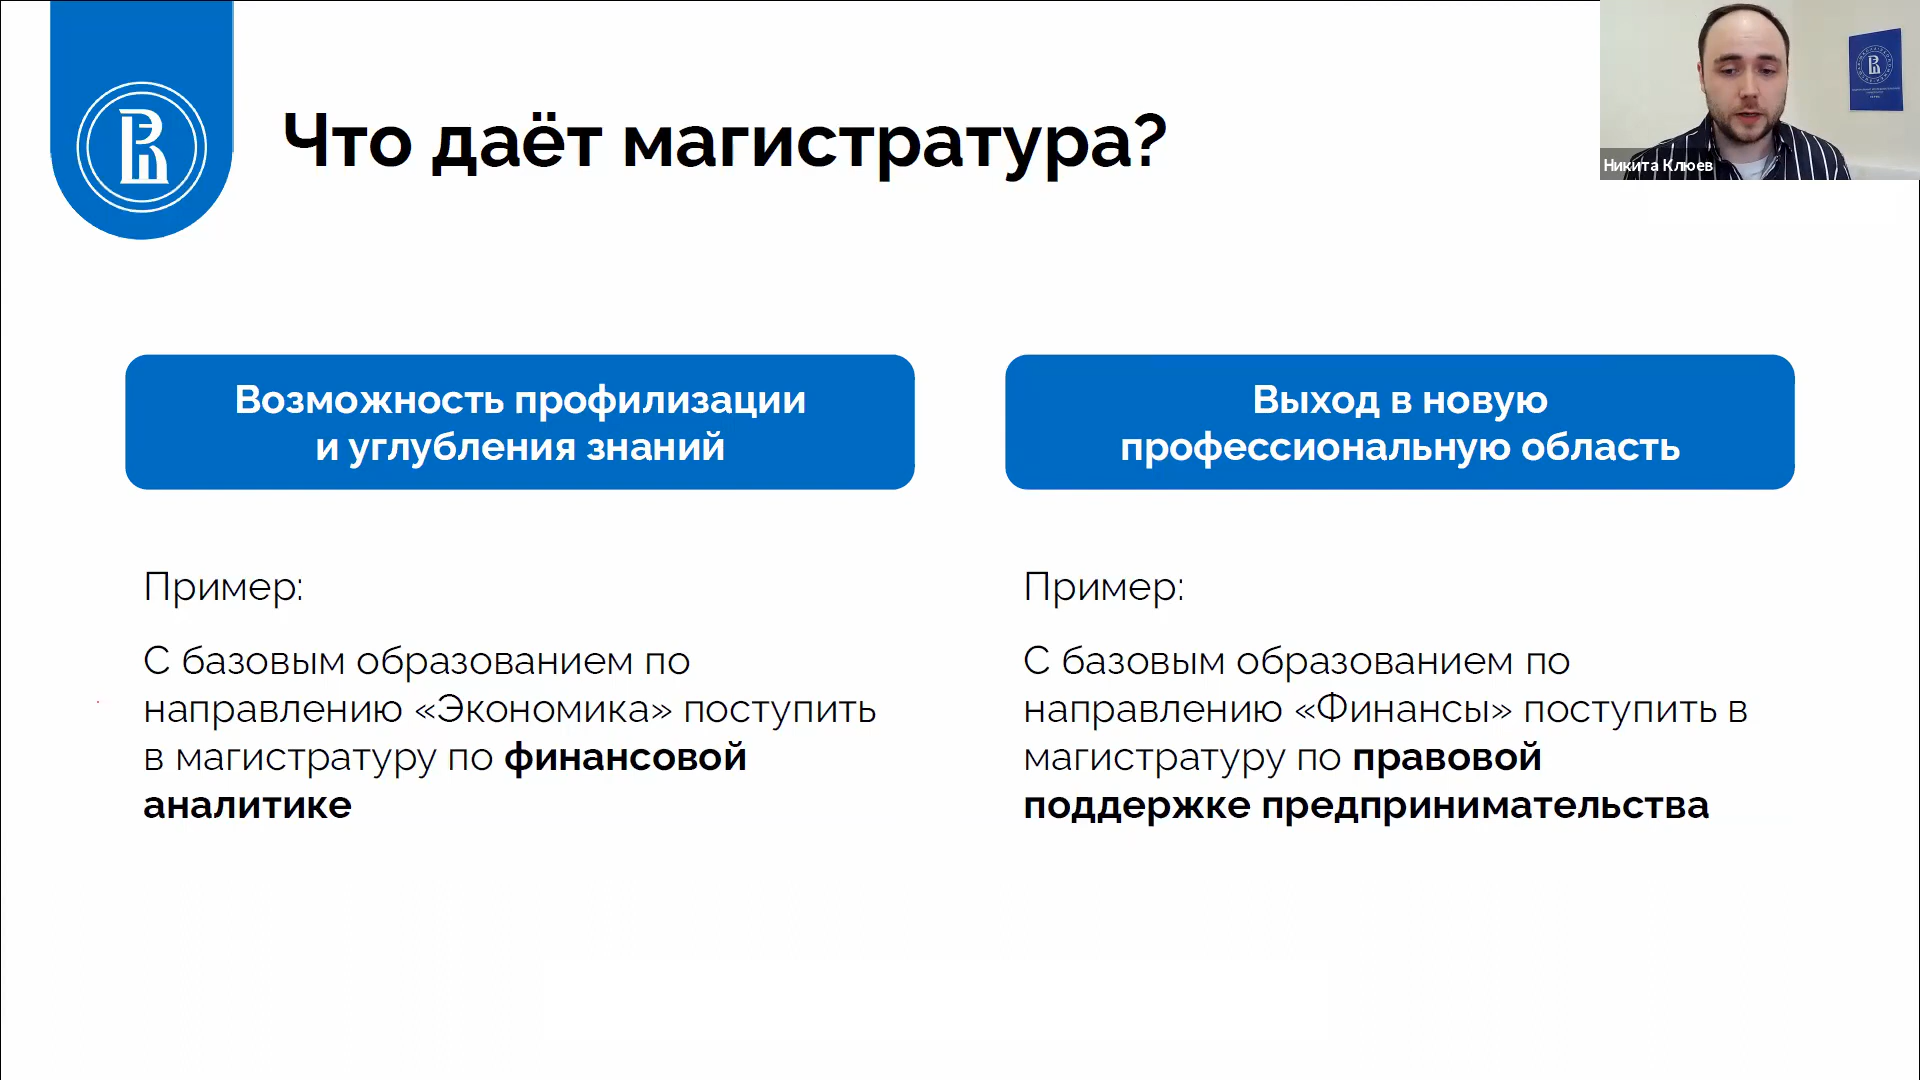 Что даёт магистратура?
Никита Клюев
Возможность профилизации
и углубления знаний
Выход в новую
профессиональную область
Пример:
С базовым образованием по
направлению «Экономика» поступить
в магистратуру по финансовой
аналитике
Пример:
С базовым образованием по
направлению «Финансы» поступить в
магистратуру по правовой
поддержке предпринимательства